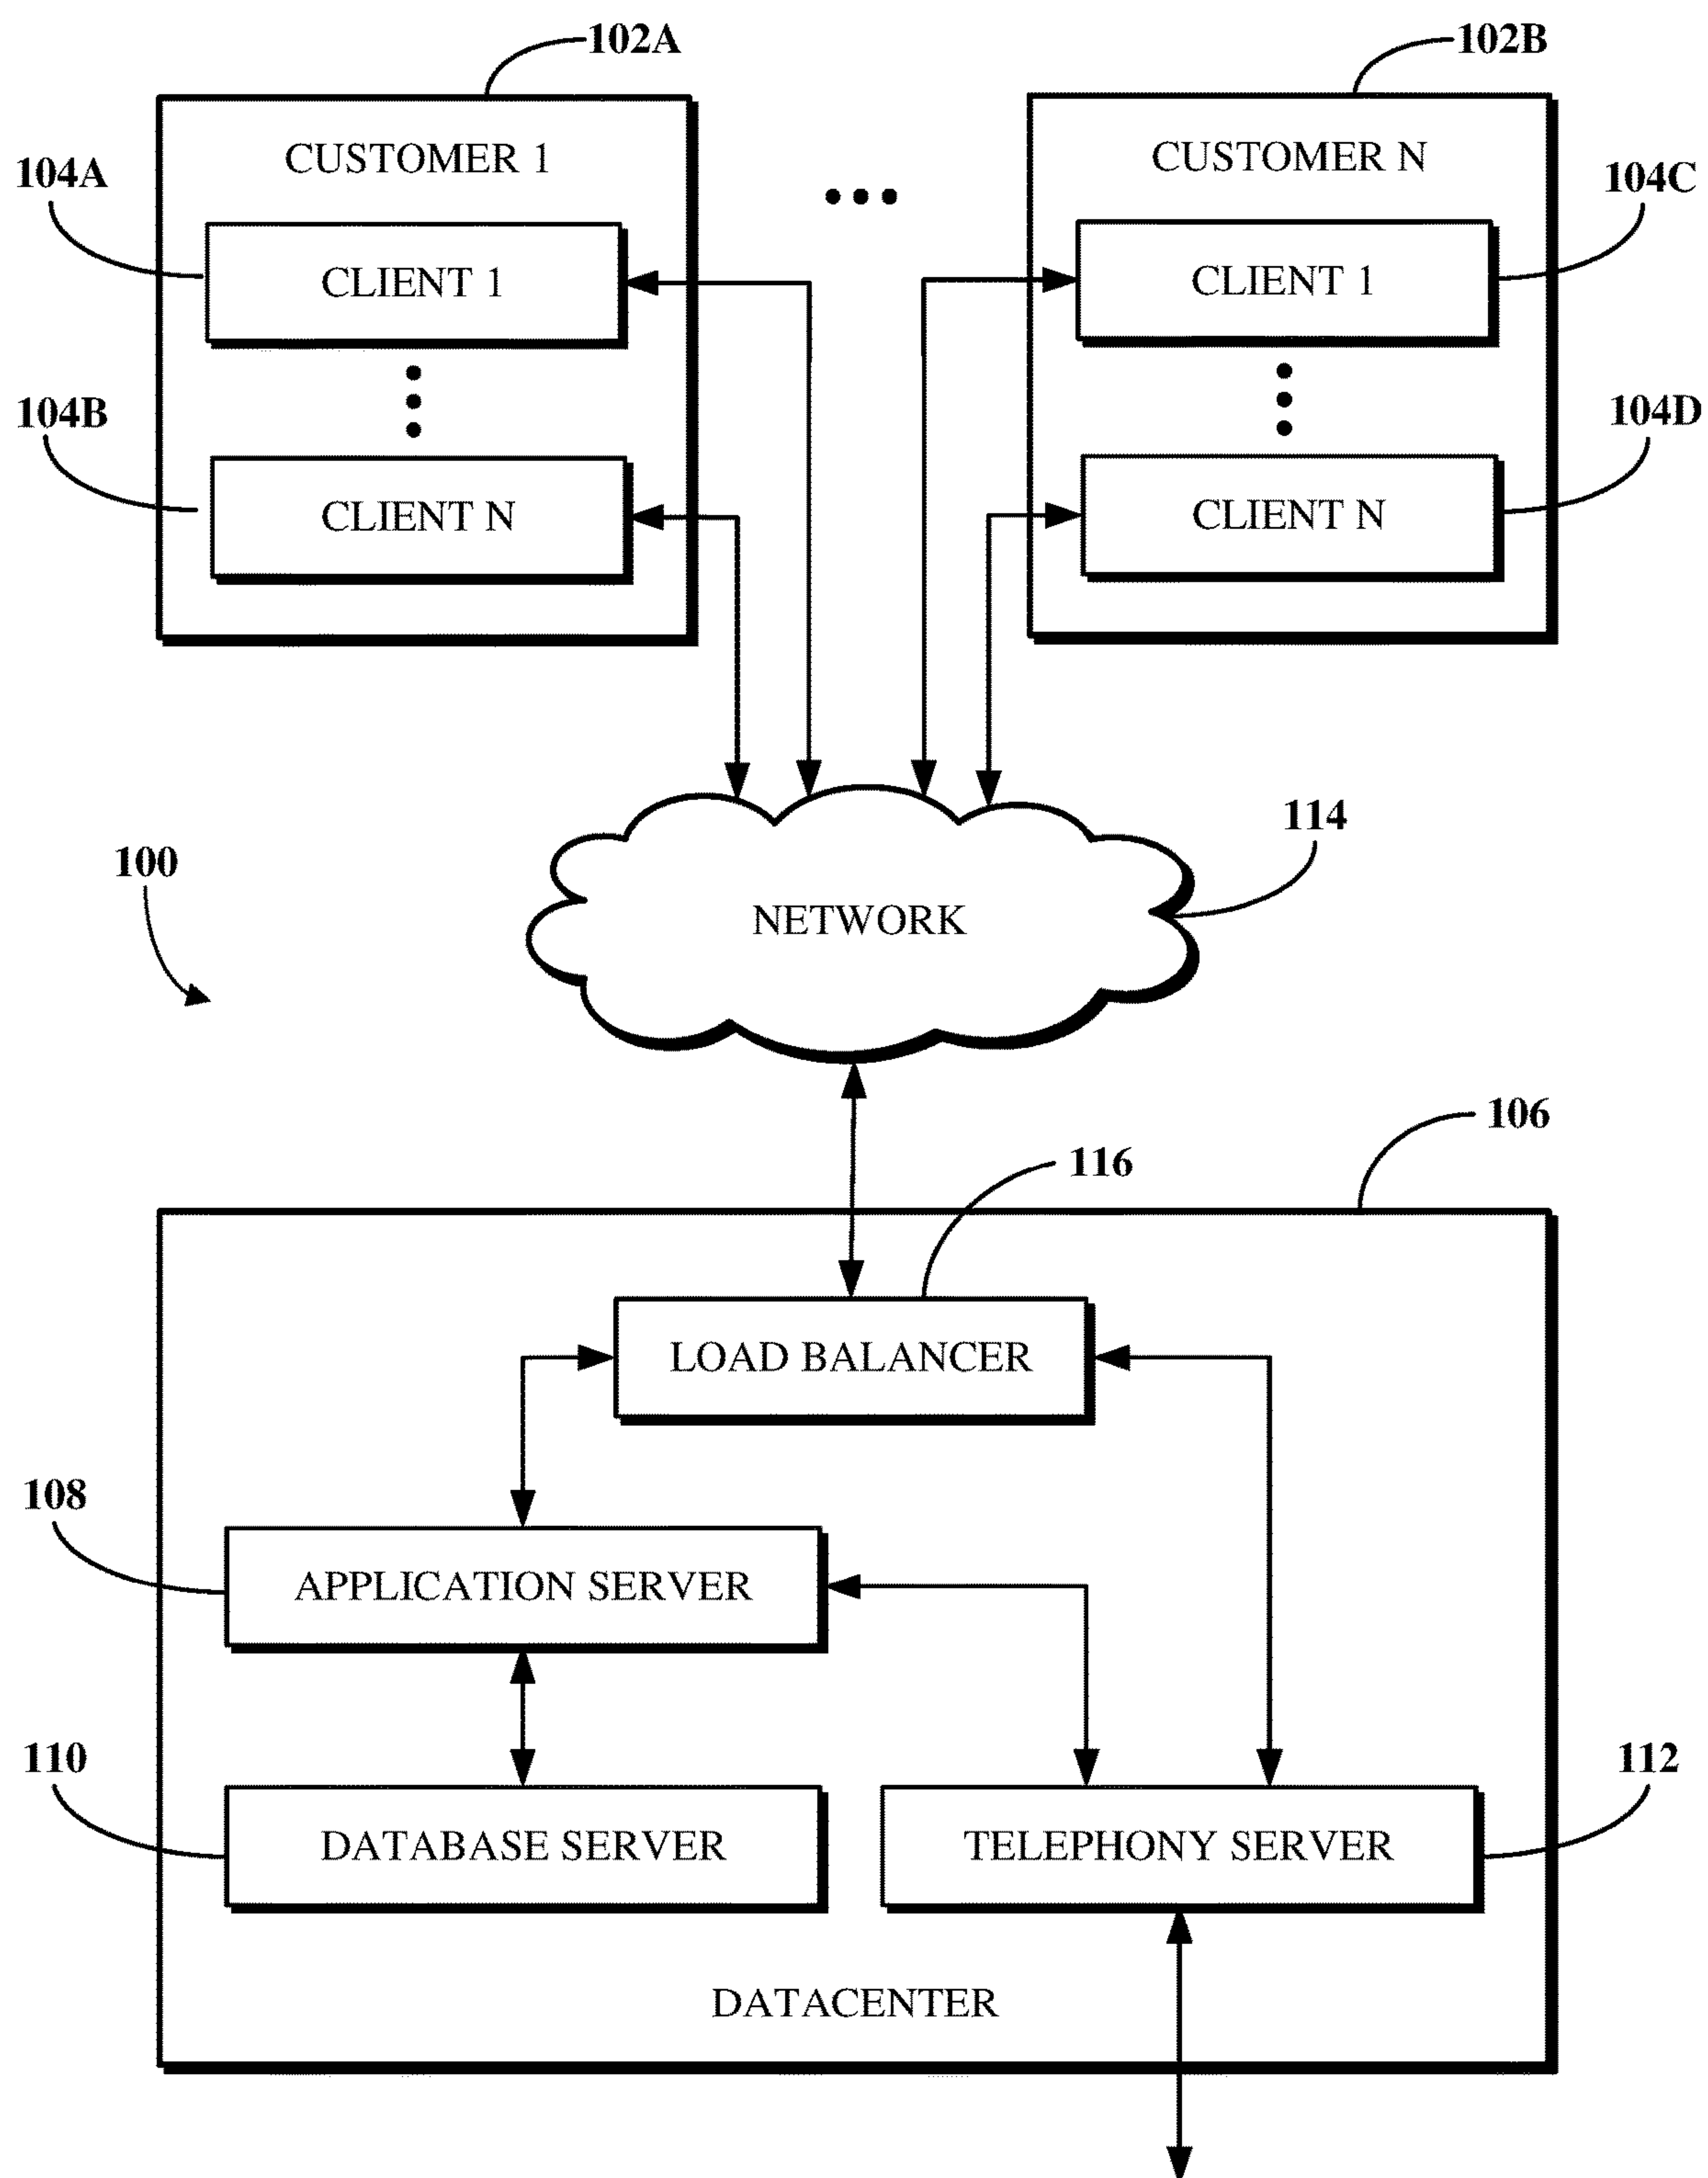 102A
102B
CUSTOMER 1
CUSTOMER N
104A
104C
CLIENT 1
CLIENT 1
104B
104D
CLIENT N
CLIENT N
114
100
NETWORK
106
116
LOAD BALANCER
108
APPLICATION SERVER
110
112
DATABASE SERVER
TELEPHONY SERVER
DATACENTER